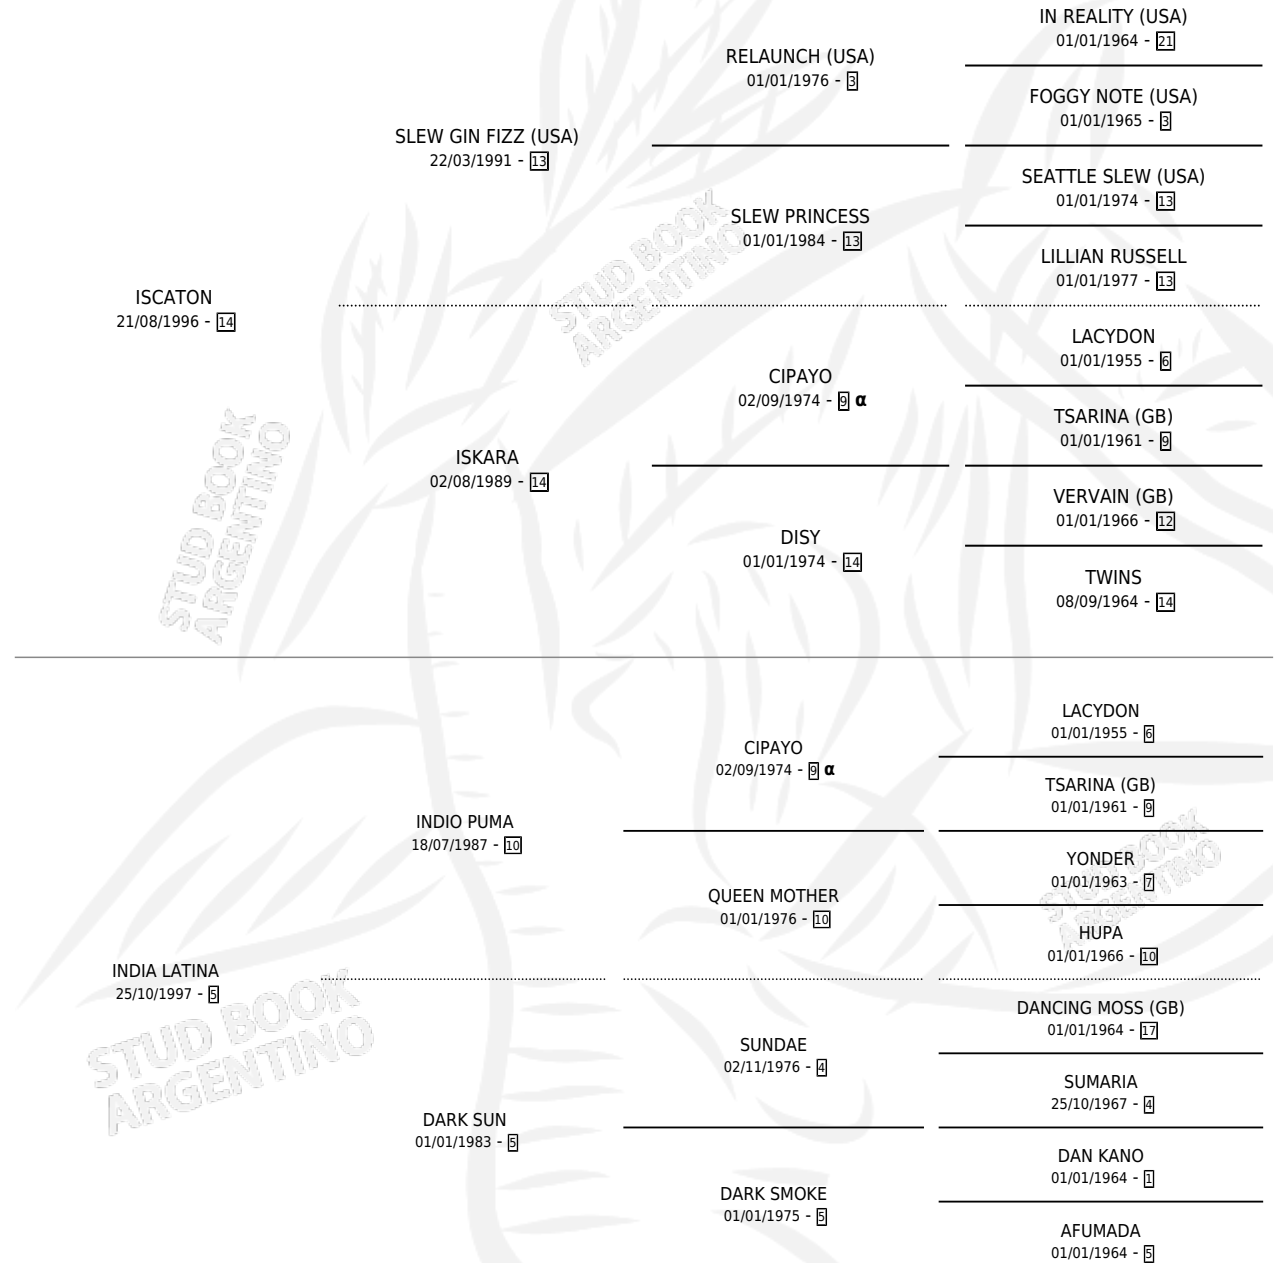 IN REALITY (USA)
01/01/1964 - 21
RELAUNCH (USA)
01/01/1976 - 3
FOGGY NOTE (USA)
01/01/1965 - 3
SLEW GIN FIZZ (USA)
22/03/1991 - 13
SEATTLE SLEW (USA)
01/01/1974 - 13
SLEW PRINCESS
01/01/1984 - 13
LILLIAN RUSSELL
01/01/1977 - 13
STUD BOOK
ARGENTINO
ISCATON
21/08/1996 - 14
LACYDON
01/01/1955 - 6
CIPAYO
02/09/1974 - 9 α
TSARINA (GB)
01/01/1961 - 9
ISKARA
02/08/1989 - 14
VERVAIN (GB)
01/01/1966 - 12
DISY
01/01/1974 - 14
TWINS
08/09/1964 - 14
STUD BOOK
ARGENTINO
LACYDON
01/01/1955 - 6
CIPAYO
02/09/1974 - 9 α
TSARINA (GB)
01/01/1961 - 9
INDIO PUMA
18/07/1987 - 10
YONDER
01/01/1963 - 7
QUEEN MOTHER
01/01/1976 - 10
HUPA
01/01/1966 - 10
STUD BOOK
ARGENTINO
INDIA LATINA
25/10/1997 - 5
DANCING MOSS (GB)
01/01/1964 - 17
SUNDAE
02/11/1976 - 4
SUMARIA
25/10/1967 - 4
STUD BOOK
ARGENTINO
DARK SUN
01/01/1983 - 5
DAN KANO
01/01/1964 - 1
DARK SMOKE
01/01/1975 - 5
AFUMADA
01/01/1964 - 5